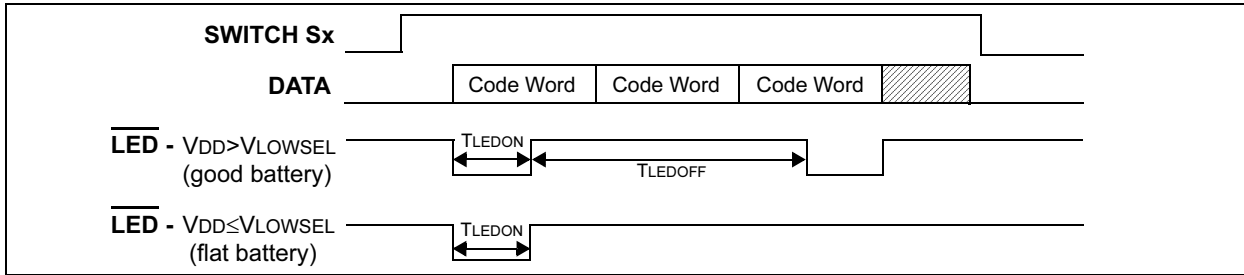 SWITCH Sx
DATA
Code Word Code Word Code Word
LED - VDD>VLOWSEL
(good battery)
TLEDON
TLEDOFF
LED - VDD≤VLOWSEL
(flat battery)
TLEDON